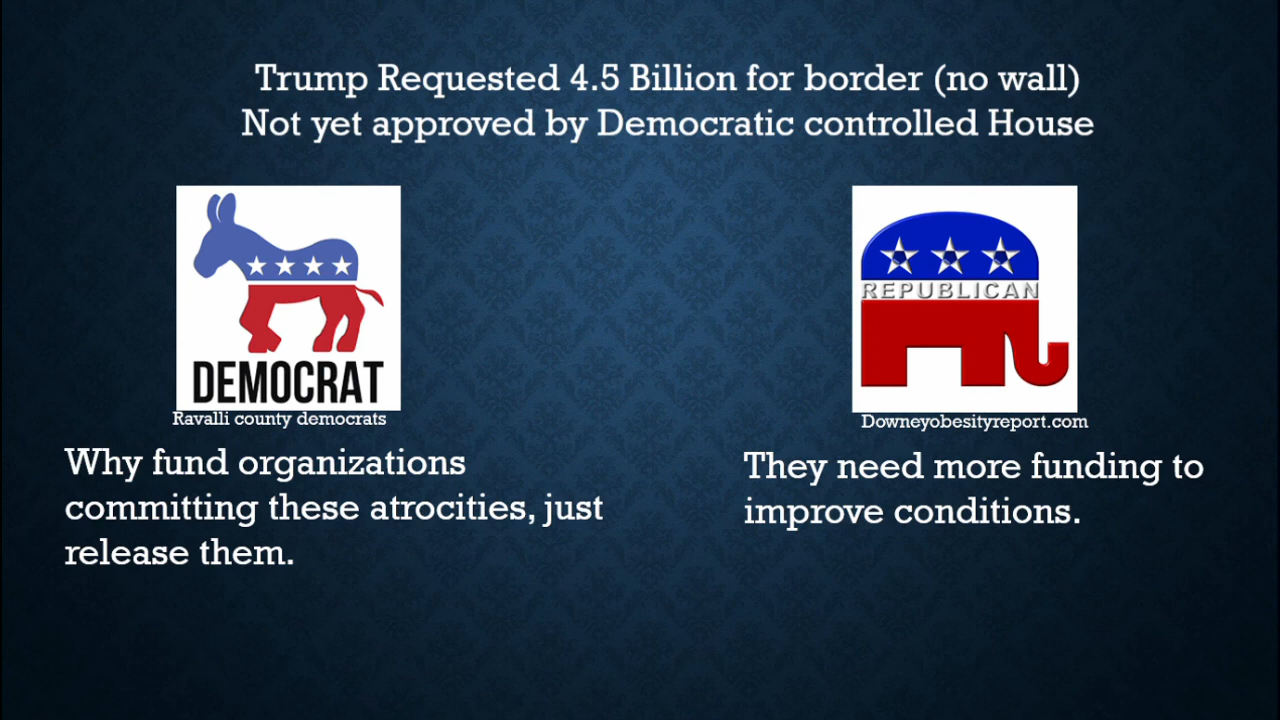 Trump Requested 4.5 Billion for border (no wall)
Not yet approved by Democratic controlled House
DEMOCRAT
Ravalli county democrats
REPUBLICAN
Downeyobesityreport.com
Why fund organizations
committing these atrocities, just
release them.
They need more funding to
improve conditions.